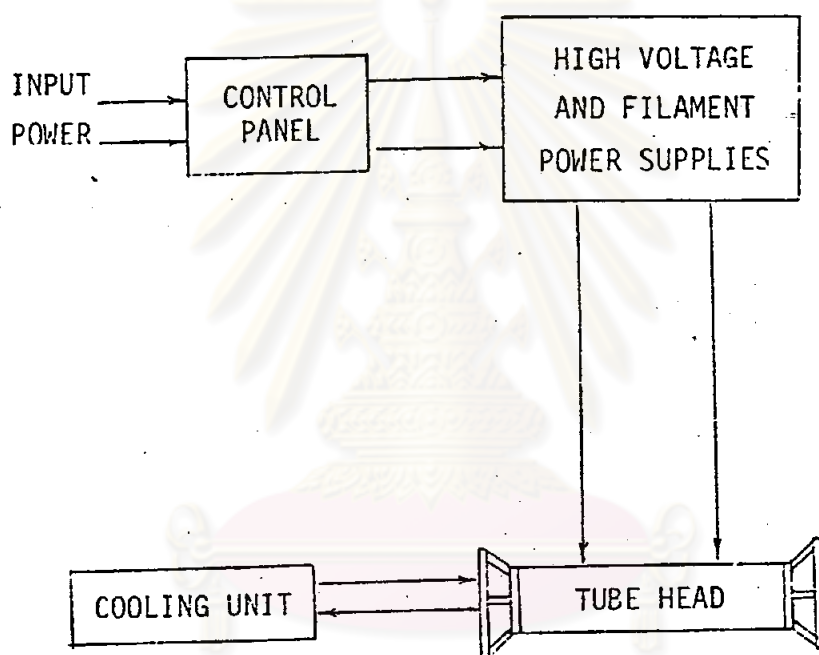 INPUT
POWER
CONTROL
PANEL
HIGH VOLTAGE
AND FILAMENT
POWER SUPPLIES
COOLING UNIT
TUBE HEAD